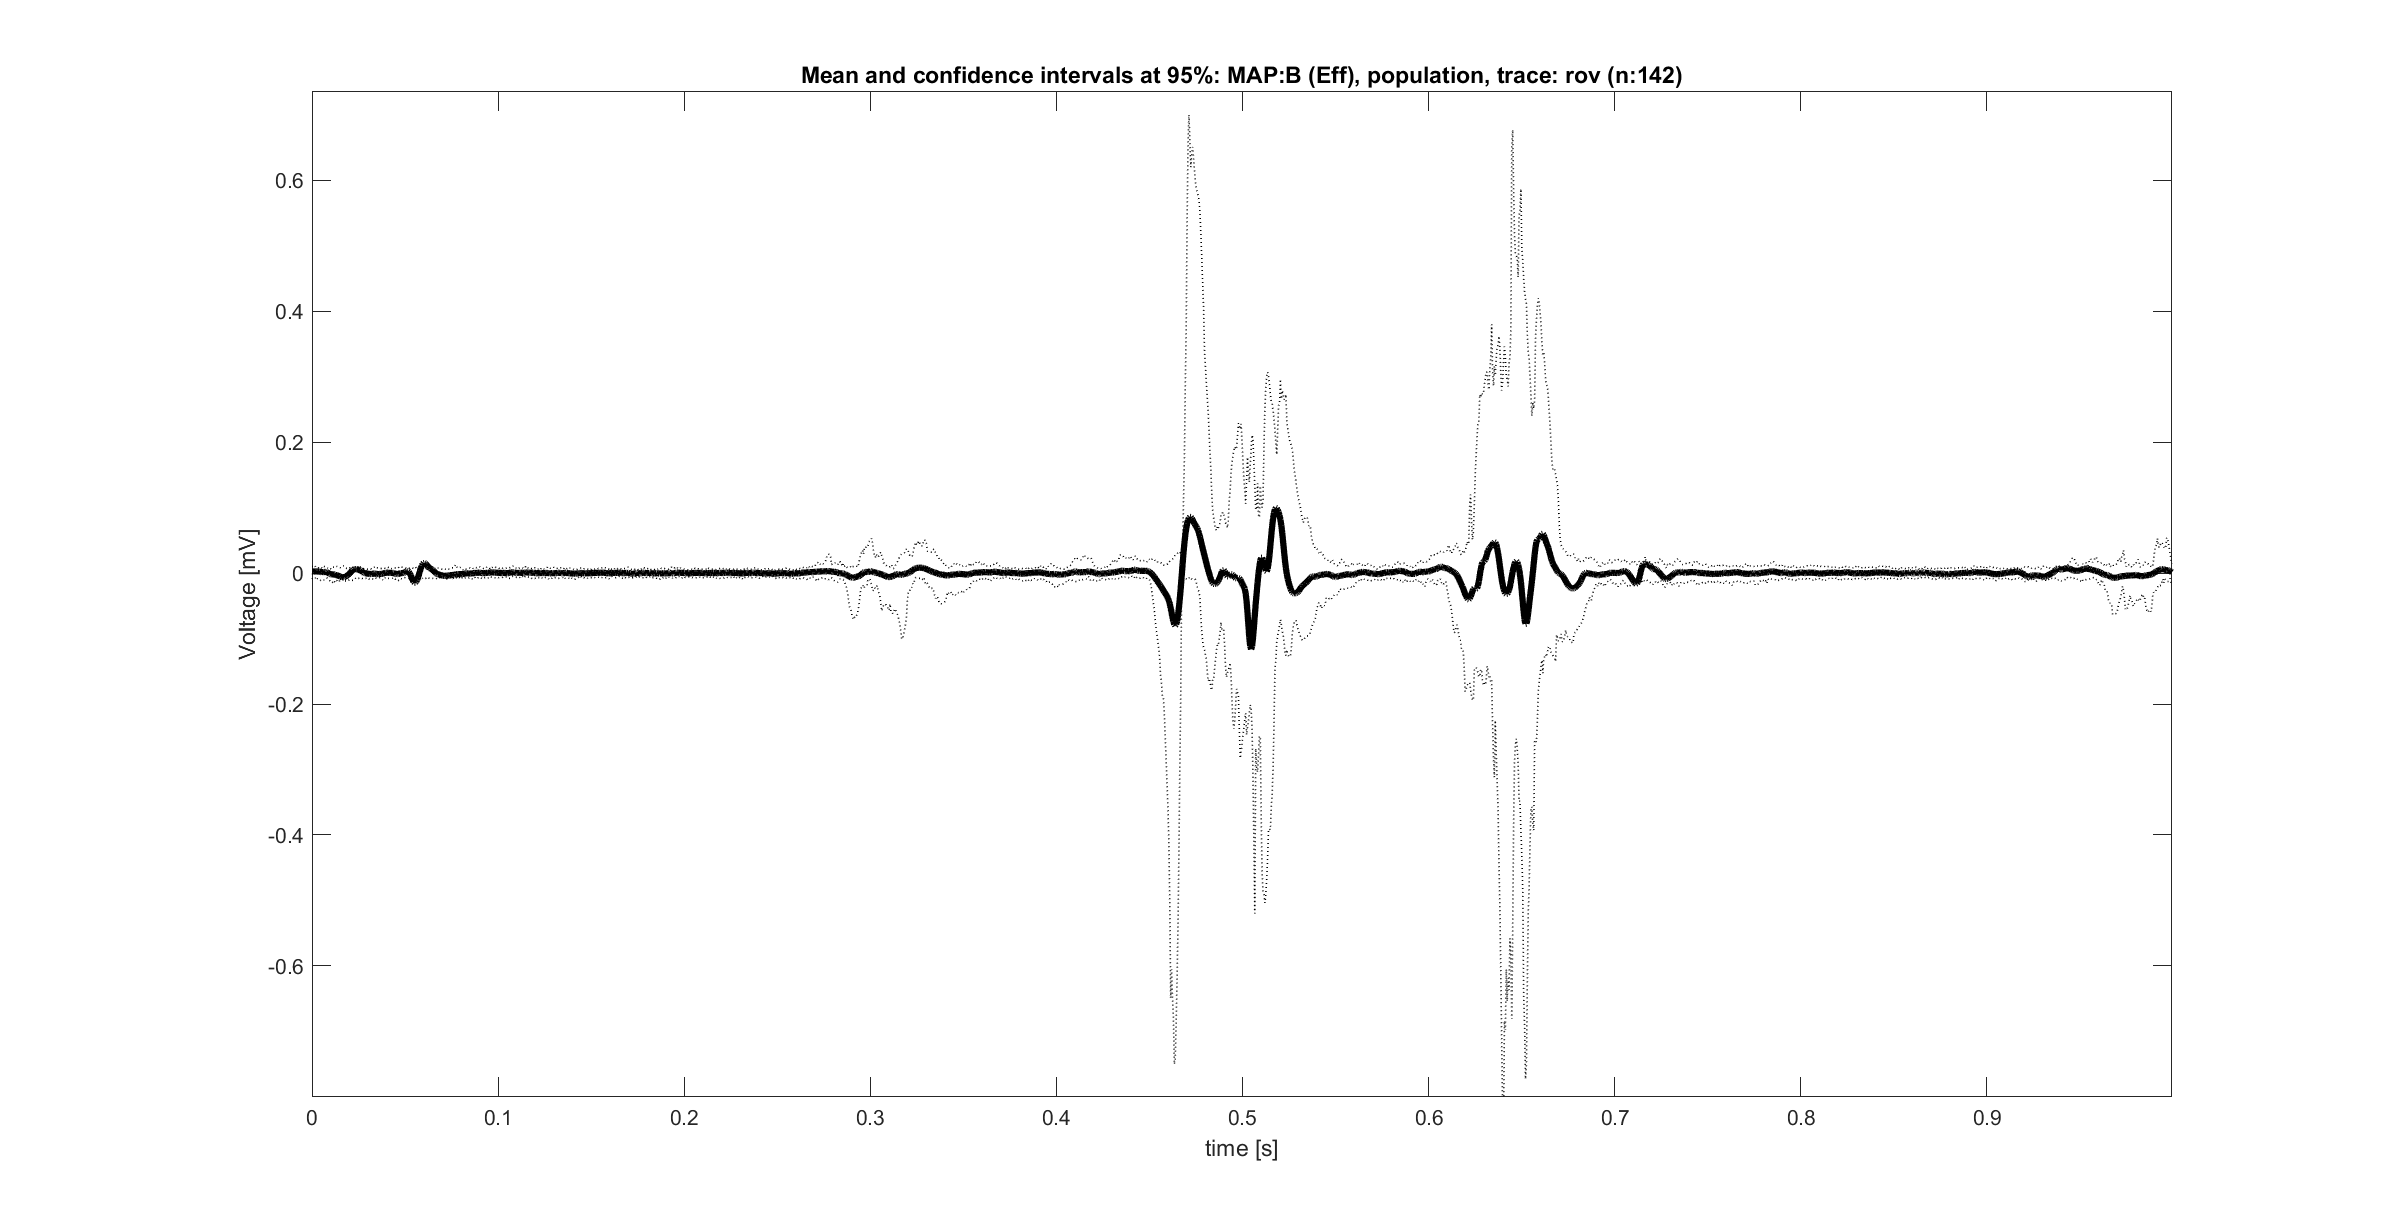 Mean and confidence intervals at 95%: MAP:B (Eff), population, trace: rov (n:142)
0.6
0.4
0.2
0
-0.2
-0.4
-0.6
Voltage [mV]
0 0.1 0.2 0.3 0.4 0.5 0.6 0.7 0.8 0.9
time [s]